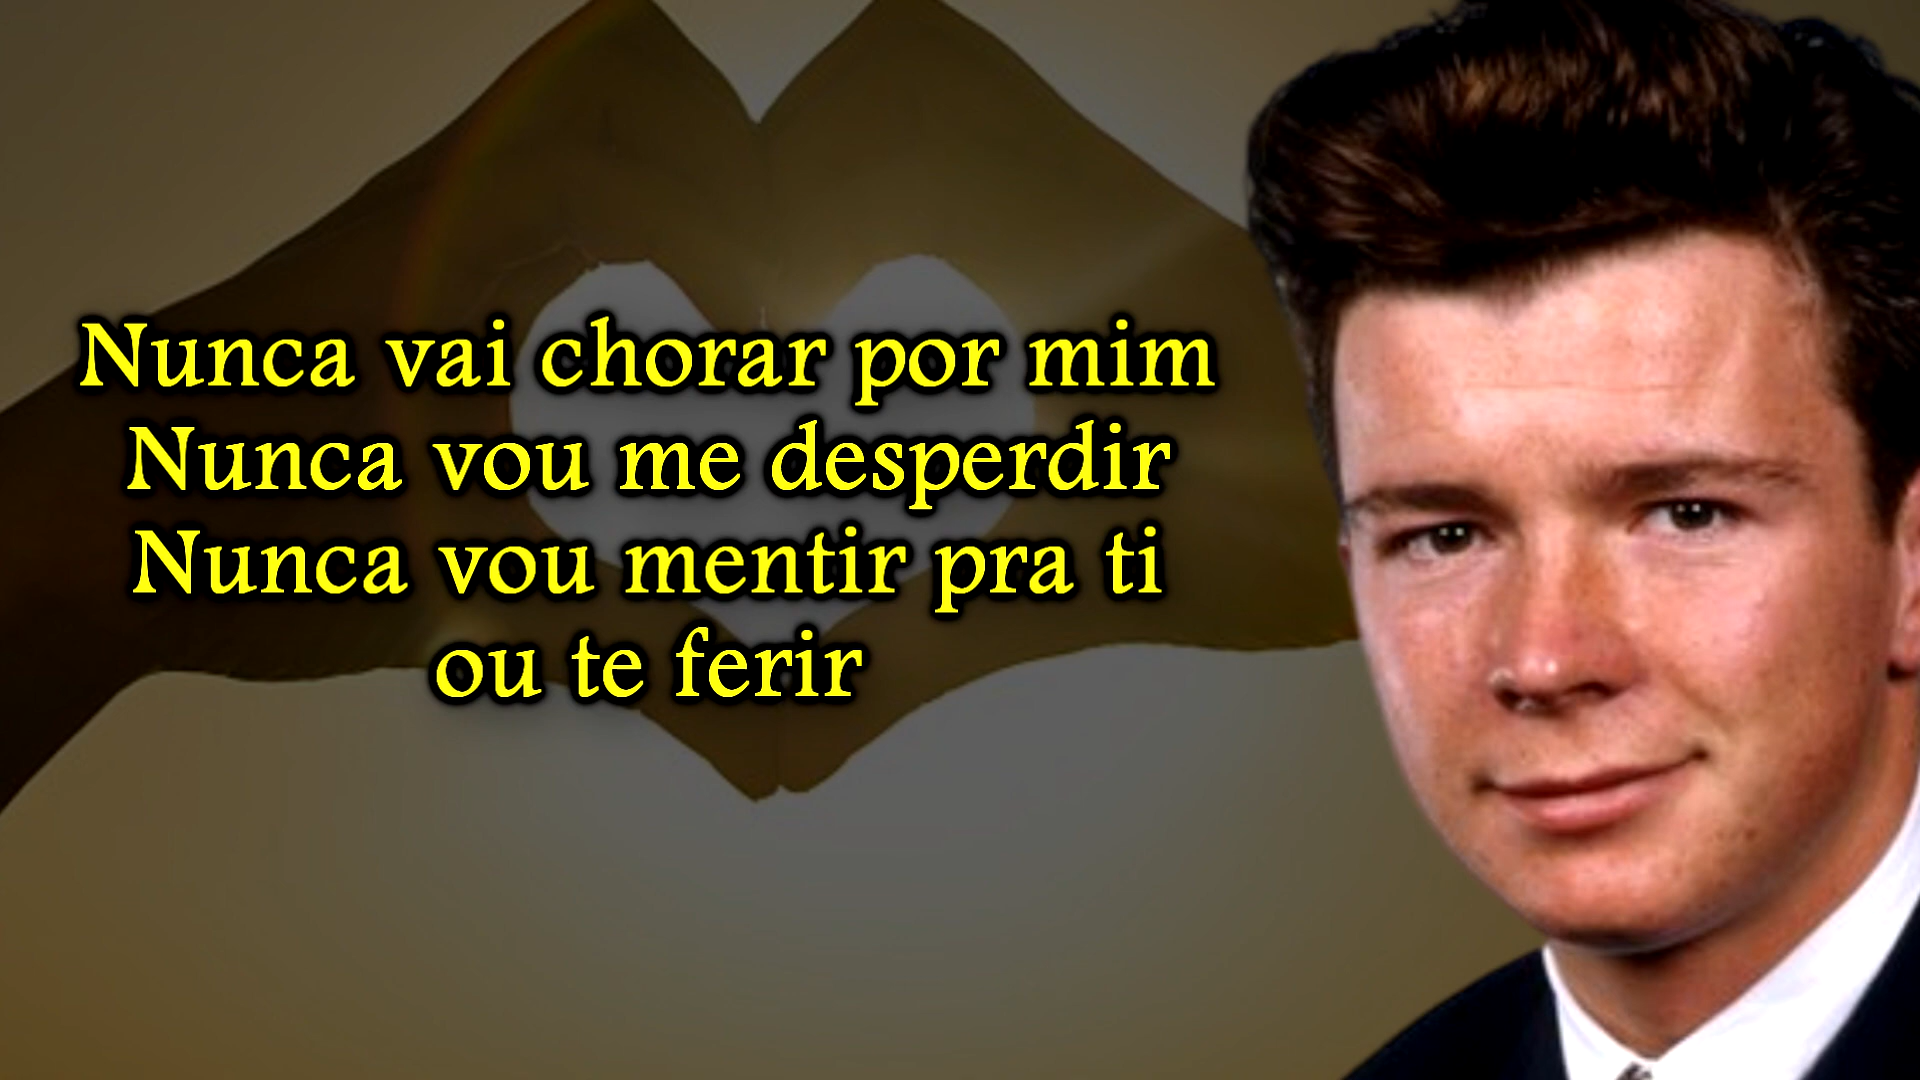 Nunca vai chorar por mim
Nunca vou me desperdir
Nunca vou mentir pra ti
ou te ferir